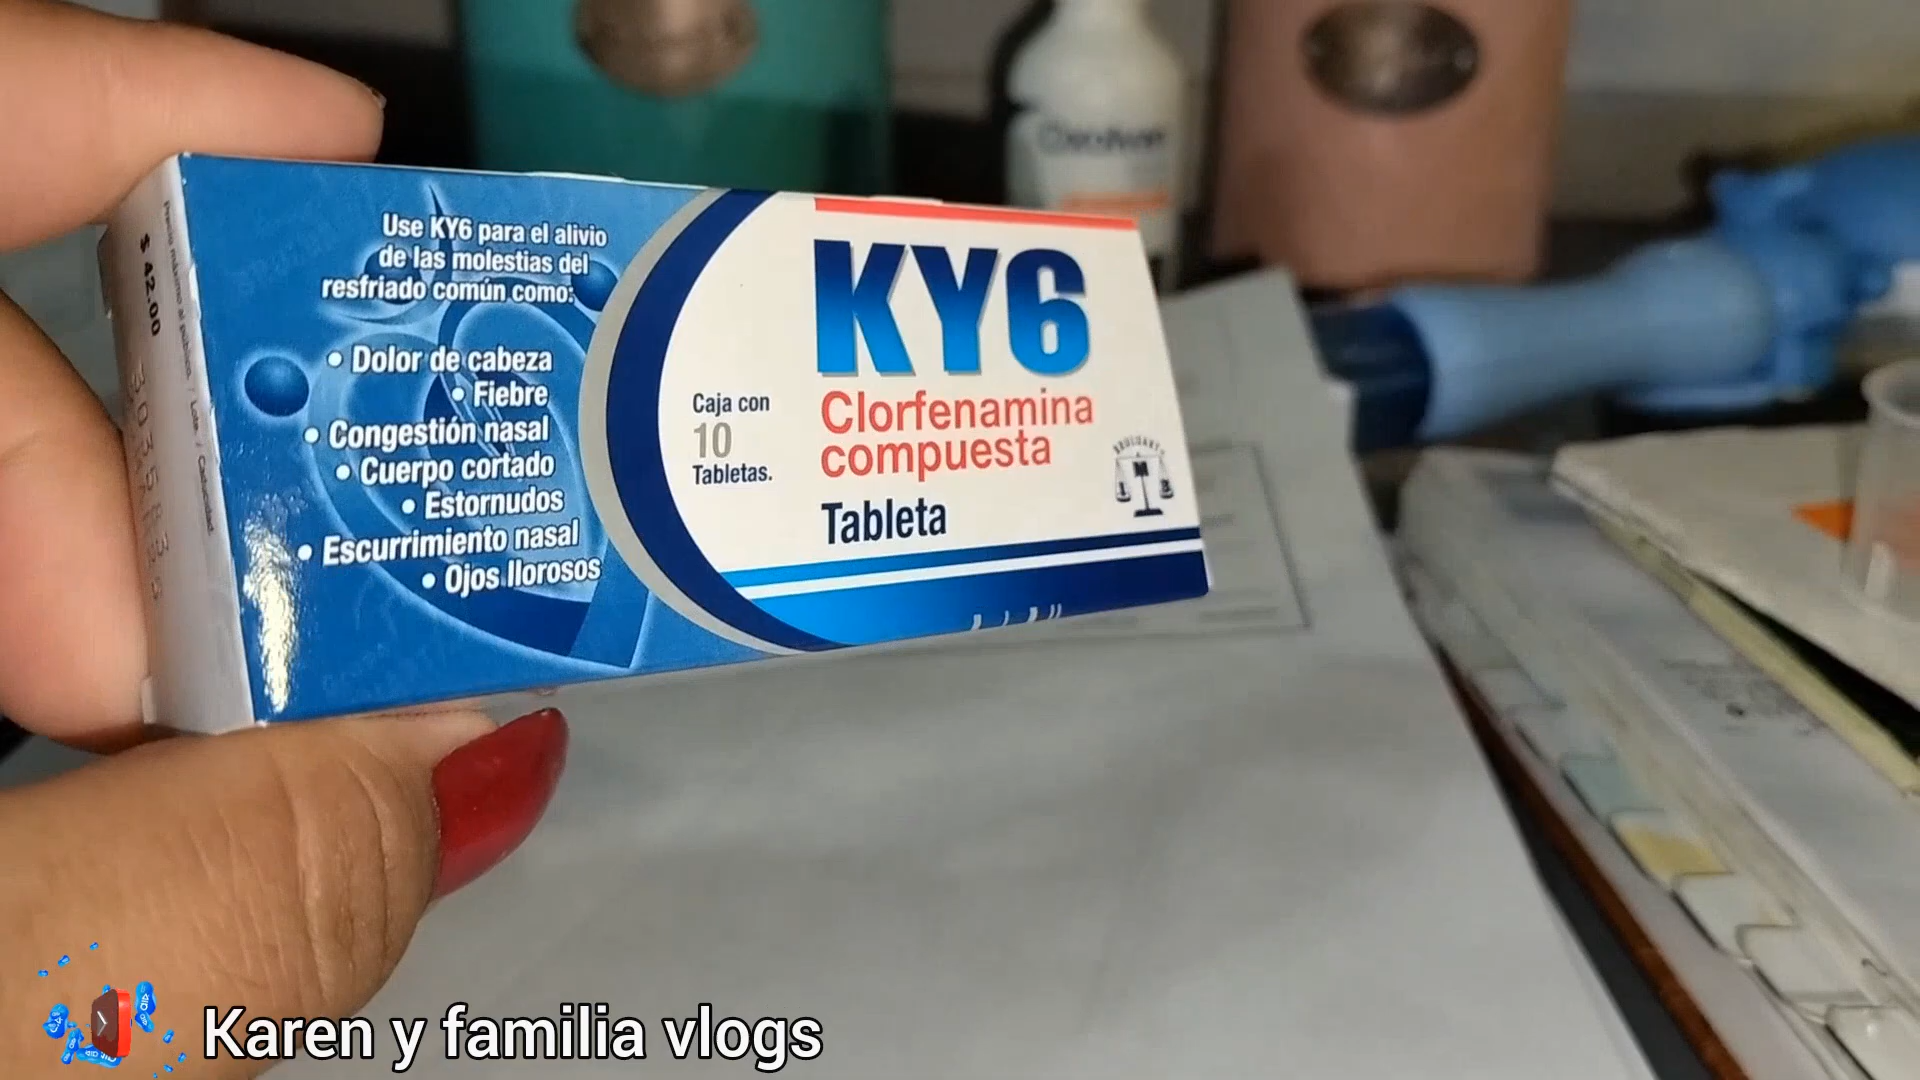 Use KY6 para el alivio
de las molestias del
resfriado común como:
• Dolor de cabeza
• Fiebre
• Congestión nasal
• Cuerpo cortado
• Estornudos
• Escurrimiento nasal
• Ojos llorosos
$ 42.00
Caja con
10
Tabletas.
KY6
Clorfenamina
compuesta
Tableta
Karen y familia vlogs